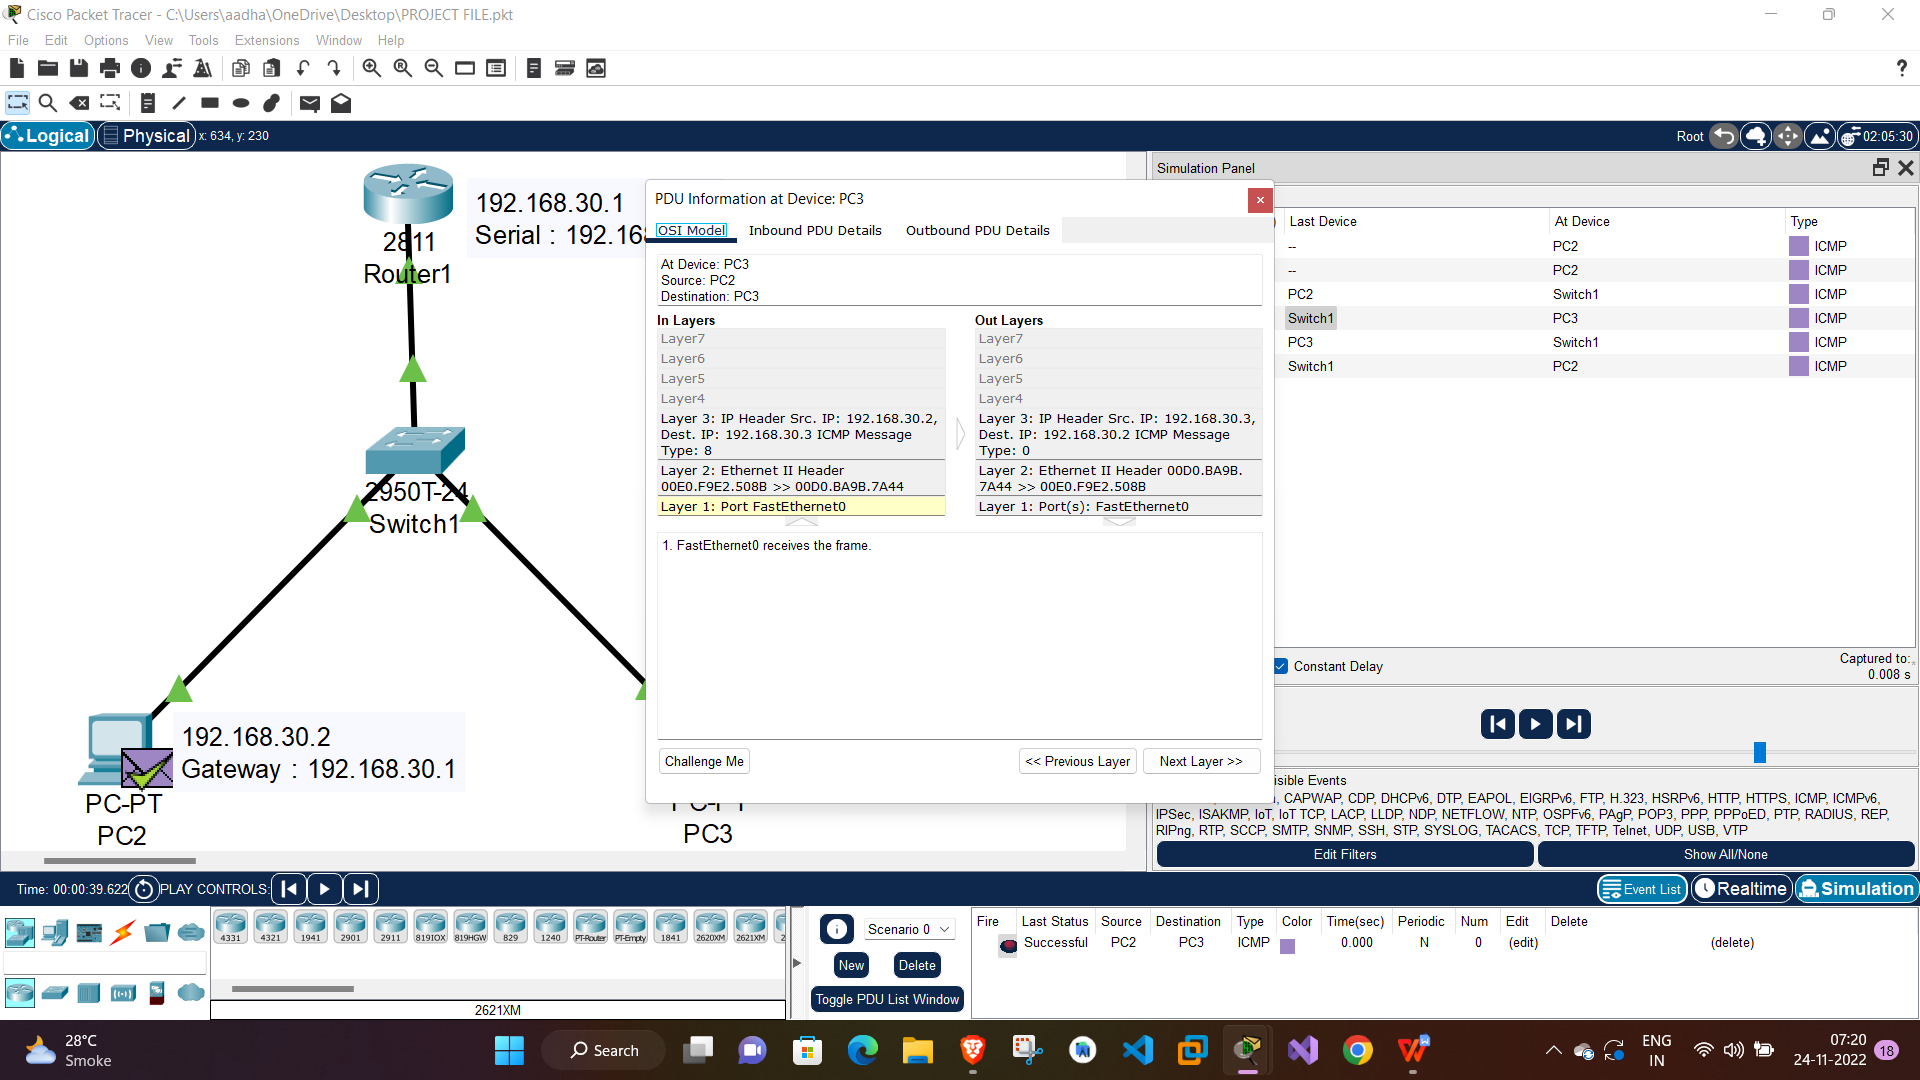 Cisco Packet Tracer - C:\Users\aadha\OneDrive\Desktop\PROJECT FILE.pkt
File Edit Options View Tools Extensions Window Help
?
Logical Physical x: 634, y: 230
Root 02:05:30
192.168.30.1
Serial : 192.16
2811
Router1
2950T-24
Switch1
192.168.30.2
Gateway : 192.168.30.1
PC-PT
PC2
PC-PT
PC3
PDU Information at Device: PC3
OSI Model Inbound PDU Details Outbound PDU Details
At Device: PC3
Source: PC2
Destination: PC3
In Layers
Layer7
Layer6
Layer5
Layer4
Layer 3: IP Header Src. IP: 192.168.30.2,
Dest. IP: 192.168.30.3 ICMP Message
Type: 8
Layer 2: Ethernet II Header
00E0.F9E2.508B >> 00D0.BA9B.7A44
Layer 1: Port FastEthernet0
Out Layers
Layer7
Layer6
Layer5
Layer4
Layer 3: IP Header Src. IP: 192.168.30.3,
Dest. IP: 192.168.30.2 ICMP Message
Type: 0
Layer 2: Ethernet II Header 00D0.BA9B.
7A44 >> 00E0.F9E2.508B
Layer 1: Port(s): FastEthernet0
1. FastEthernet0 receives the frame.
Challenge Me << Previous Layer Next Layer >>
Simulation Panel
Last Device At Device Type
-- PC2 ICMP
-- PC2 ICMP
PC2 Switch1 ICMP
Switch1 PC3 ICMP
PC3 Switch1 ICMP
Switch1 PC2 ICMP
Constant Delay
Captured to:
0.008 s
isible Events
CAPWAP, CDP, DHCPv6, DTP, EAPOL, EIGRPv6, FTP, H.323, HSRPv6, HTTP, HTTPS, ICMP, ICMPv6,
IPSec, ISAKMP, IoT, IoT TCP, LACP, LLDP, NDP, NETFLOW, NTP, OSPFv6, PAgP, POP3, PPP, PPPoED, PTP, RADIUS, REP,
RIPng, RTP, SCCP, SMTP, SNMP, SSH, STP, SYSLOG, TACACS, TCP, TFTP, Telnet, UDP, USB, VTP
Edit Filters Show All/None
Time: 00:00:39.622 PLAY CONTROLS:
Event List Realtime Simulation
4331 4321 1941 2901 2911 819IOX 819HGW 829 1240 PT-Router PT-Empty 1841 2620XM 2621XM 2
2621XM
Scenario 0
New Delete
Toggle PDU List Window
Fire Last Status Source Destination Type Color Time(sec) Periodic Num Edit Delete
Successful PC2 PC3 ICMP 0.000 N 0 (edit) (delete)
28°C
Smoke
Search
ENG
IN
07:20
24-11-2022
18